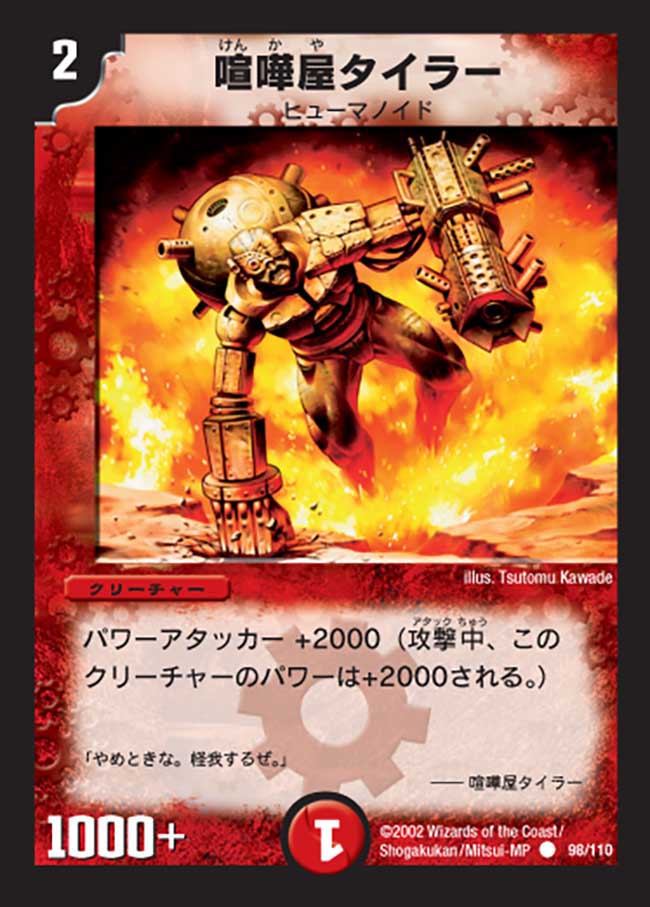 2
けんかや
喧嘩屋タイラー
ヒューマノイド
illus. Tsutomu Kawade
クリーチャー
アタック ちゅう
パワーアタッカー +2000（攻撃中、この
クリーチャーのパワーは+2000される。）
「やめときな。怪我するぜ。」
── 喧嘩屋タイラー
1000+
1
©2002 Wizards of the Coast/
Shogakukan/Mitsui-MP
98/110